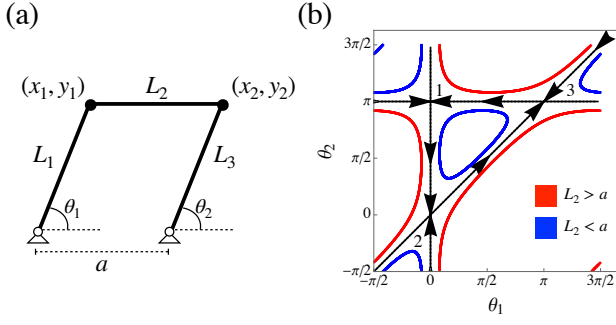 (a)
(x₁, y₁)
(x₂, y₂)
L₂
L₁
L₃
θ₁
θ₂
a
(b)
3π/2
π
π/2
0
−π/2
θ₂
1
3
2
L₂ > a
L₂ < a
−π/2 0 π/2 π 3π/2
θ₁